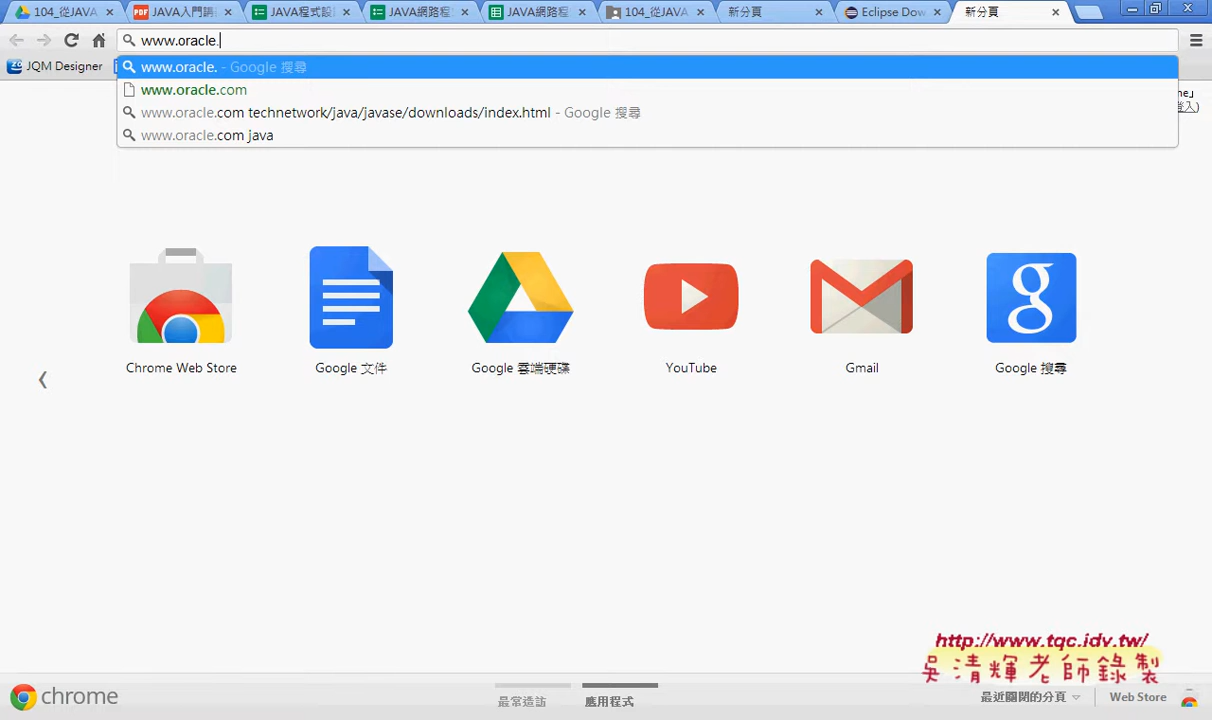 104_從JAVA
JAVA入門銷
JAVA程式設
JAVA網路程
JAVA網路程
104_從JAVA
新分頁
Eclipse Dow
新分頁
www.oracle.
JQM Designer
www.oracle. - Google 搜尋
www.oracle.com
www.oracle.com technetwork/java/javase/downloads/index.html - Google 搜尋
www.oracle.com java
登入)
Chrome Web Store
Google 文件
Google 雲端硬碟
YouTube
Gmail
Google 搜尋
http://www.tqc.idv.tw/
吳清輝老師錄製
chrome
最常造訪
應用程式
最近關閉的分頁
Web Store